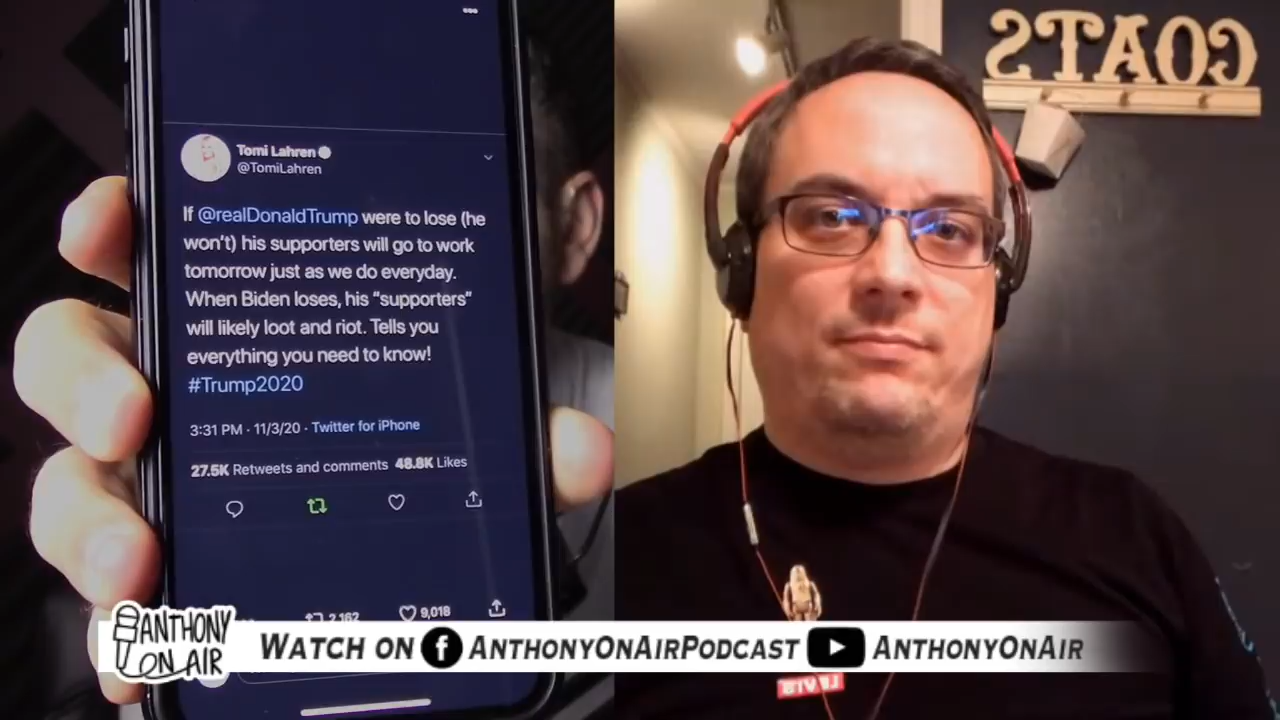 Tomi Lahren
@TomiLahren
If @realDonaldTrump were to lose (he
won't) his supporters will go to work
tomorrow just as we do everyday.
When Biden loses, his "supporters"
will likely loot and riot. Tells you
everything you need to know!
#Trump2020
3:31 PM · 11/3/20 · Twitter for iPhone
27.5K Retweets and comments 48.8K Likes
2,162 9,018
COATS
LEVI'S
ANTHONY
ON AIR
WATCH ON AnthonyOnAirPodcast AnthonyOnAir